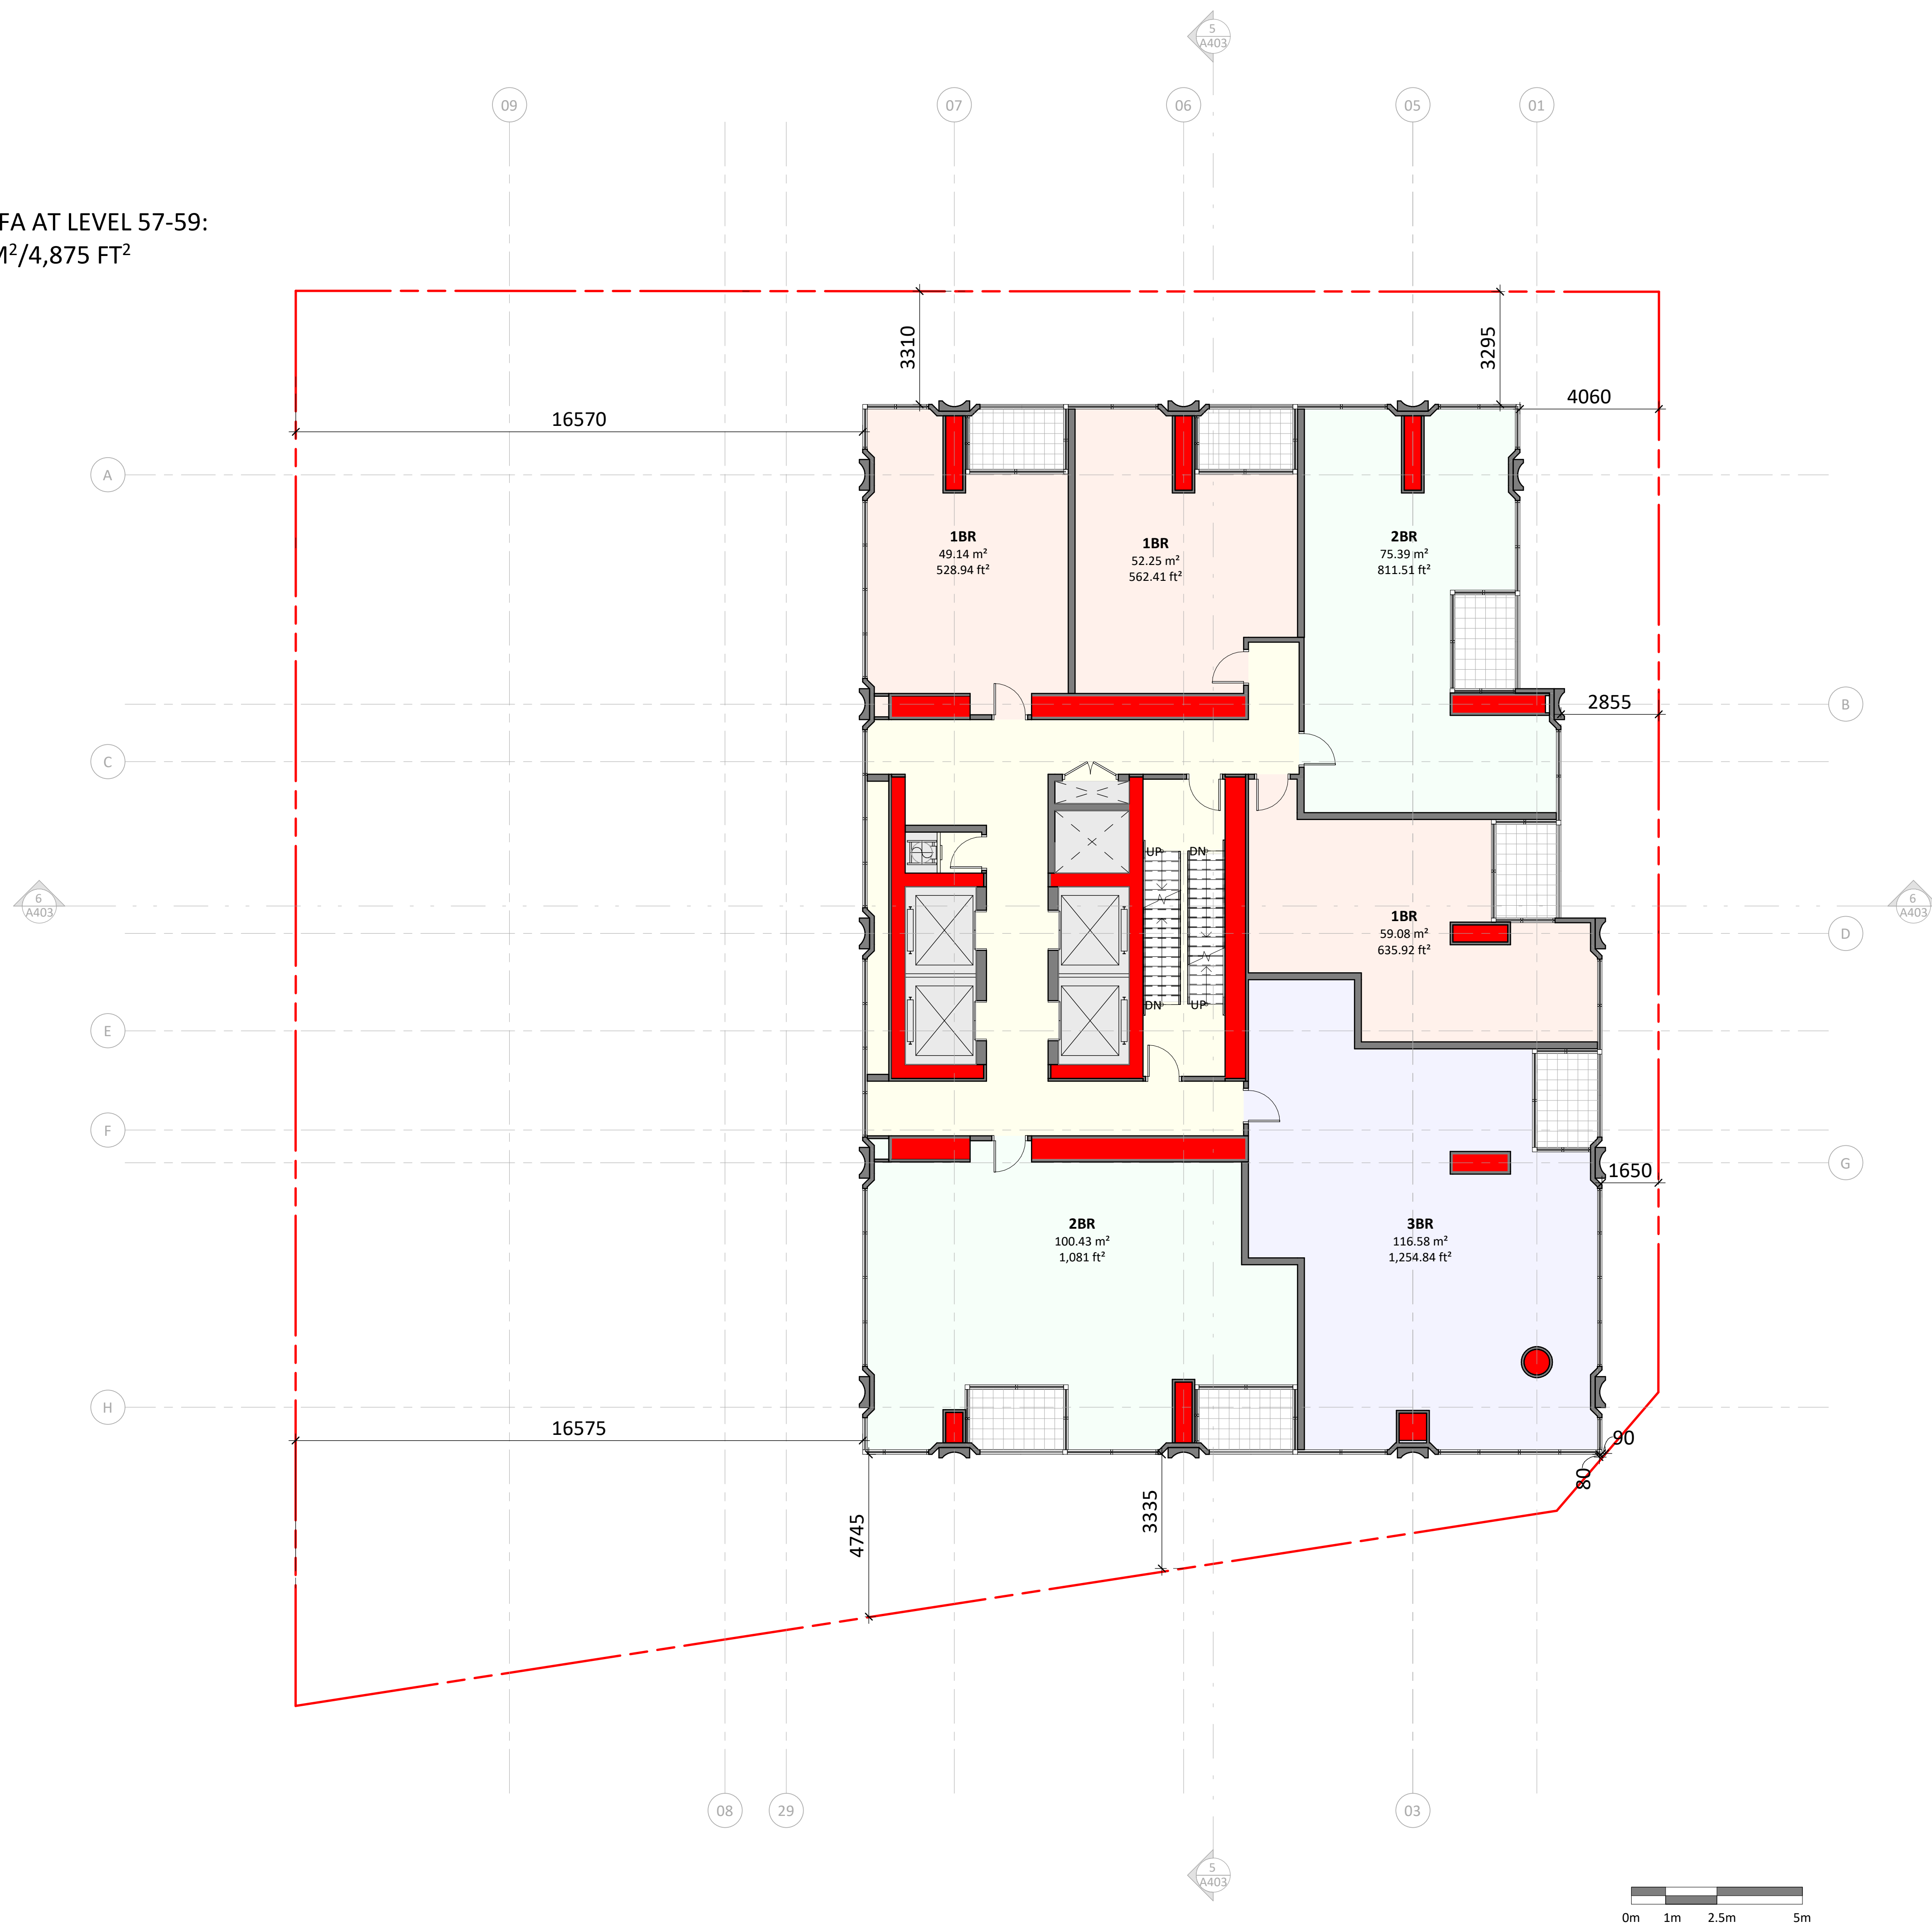 5
A403
09
07
06
05
01
FA AT LEVEL 57-59:
M²/4,875 FT²
3310
3295
4060
16570
A
1BR
49.14 m²
528.94 ft²
1BR
52.25 m²
562.41 ft²
2BR
75.39 m²
811.51 ft²
2855
B
C
UP
DN
6
A403
6
A403
1BR
59.08 m²
635.92 ft²
D
DN
UP
E
F
G
1650
2BR
100.43 m²
1,081 ft²
3BR
116.58 m²
1,254.84 ft²
H
16575
90
80
4745
3335
08
29
03
5
A403
0m
1m
2.5m
5m